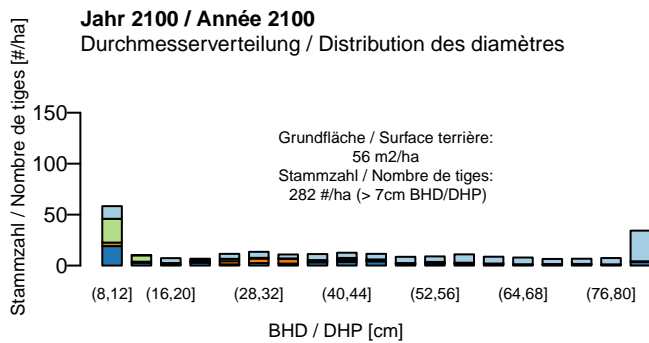 Jahr 2100 / Année 2100
Durchmesserverteilung / Distribution des diamètres
Stammzahl / Nombre de tiges [#/ha]
150
100
50
0
Grundfläche / Surface terrière:
56 m2/ha
Stammzahl / Nombre de tiges:
282 #/ha (> 7cm BHD/DHP)
(8,12] (16,20] (28,32] (40,44] (52,56] (64,68] (76,80]
BHD / DHP [cm]